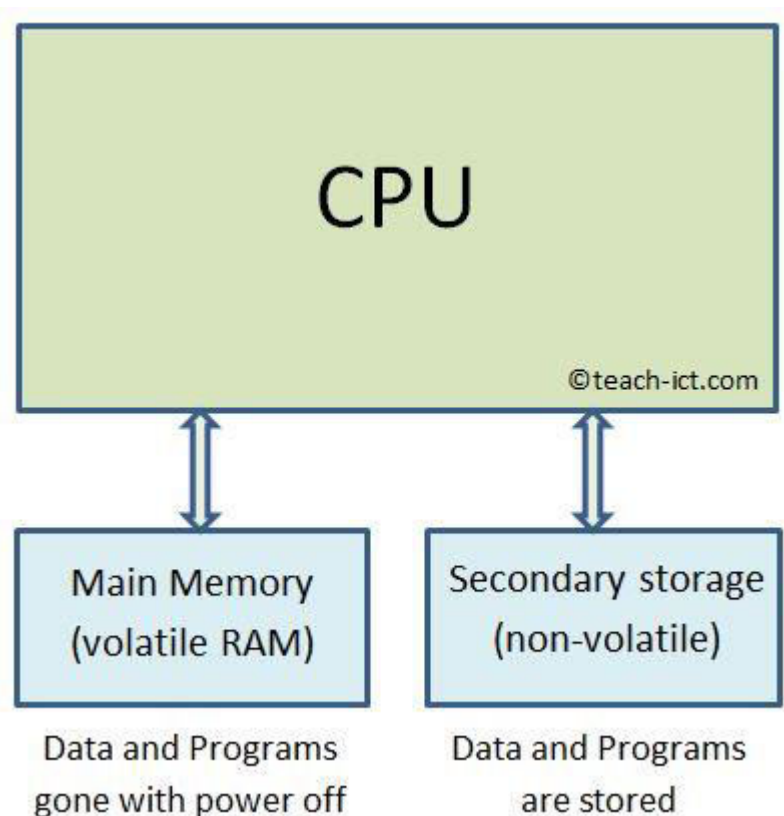 CPU
©teach-ict.com
Main Memory
(volatile RAM)
Secondary storage
(non-volatile)
Data and Programs
gone with power off
Data and Programs
are stored